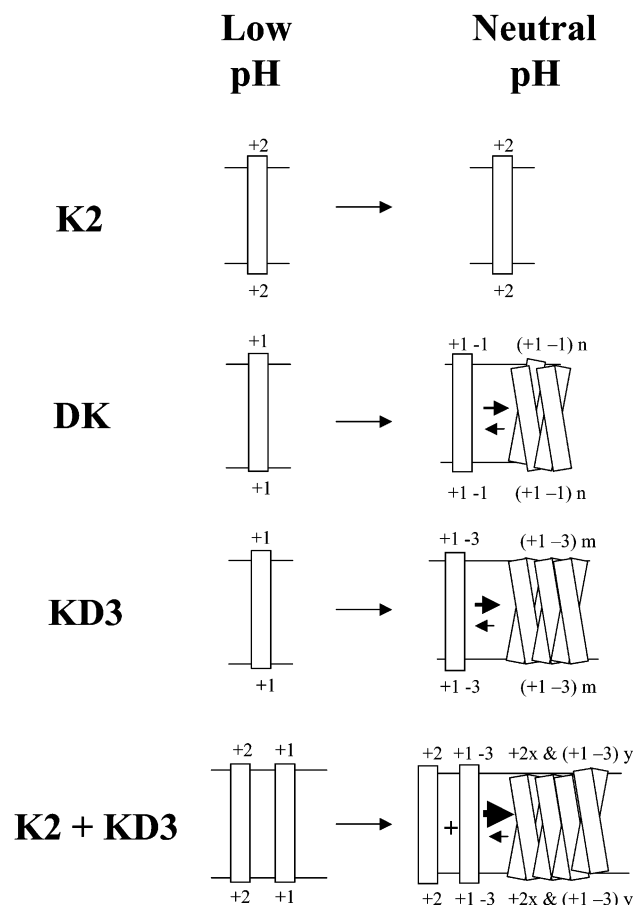 Low Neutral
pH pH
+2 +2
K2
+2 +2
+1 +1 -1 (+1 –1) n
DK
+1 +1 -1 (+1 –1) n
+1 +1 -3 (+1 –3) m
KD3
+1 +1 -3 (+1 –3) m
+2 +1 +2 +1 -3 +2x & (+1 –3) y
K2 + KD3 +
+2 +1 +2 +1 -3 +2x & (+1 –3) y